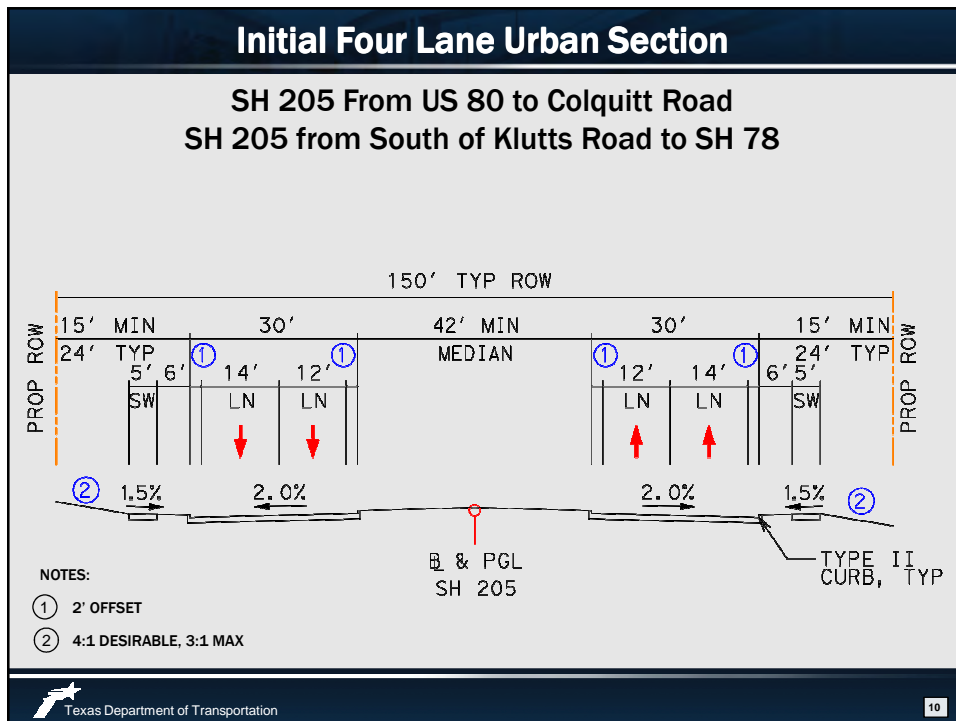 Initial Four Lane Urban Section
SH 205 From US 80 to Colquitt Road
SH 205 from South of Klutts Road to SH 78
150' TYP ROW
15' MIN 30' 42' MIN 30' 15' MIN
24' TYP 1 1 MEDIAN 1 1 24' TYP
5' 6' 14' 12' 12' 14' 6' 5'
SW LN LN LN LN SW
PROP ROW
PROP ROW
2 1.5% 2.0% 2.0% 1.5% 2
BL & PGL
SH 205
TYPE II
CURB, TYP
NOTES:
1 2' OFFSET
2 4:1 DESIRABLE, 3:1 MAX
Texas Department of Transportation
10